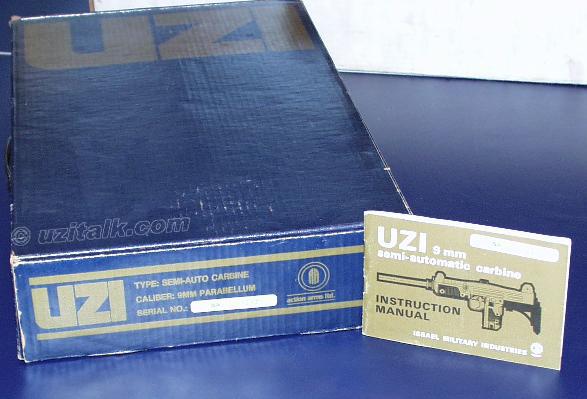 UZI
© uzitalk.com
UZI
TYPE: SEMI-AUTO CARBINE
CALIBER: 9MM PARABELLUM
SERIAL NO.:
action arms ltd.
UZI 9 mm
semi-automatic carbine
INSTRUCTION
MANUAL
ISRAEL MILITARY INDUSTRIES